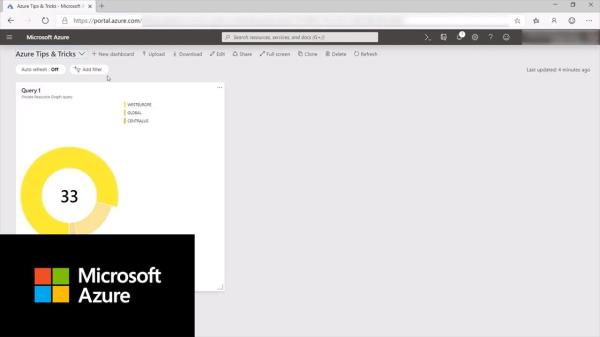 Azure Tips & Tricks - Microsoft A
https://portal.azure.com/
Microsoft Azure
Search resources, services, and docs (G+/)
Azure Tips & Tricks
+ New dashboard
Upload
Download
Edit
Share
Full screen
Clone
Delete
Refresh
Auto refresh : Off
Add filter
Last updated: 4 minutes ago
Query 1
Private Resource Graph query
WESTEUROPE
GLOBAL
CENTRALUS
33
Microsoft
Azure